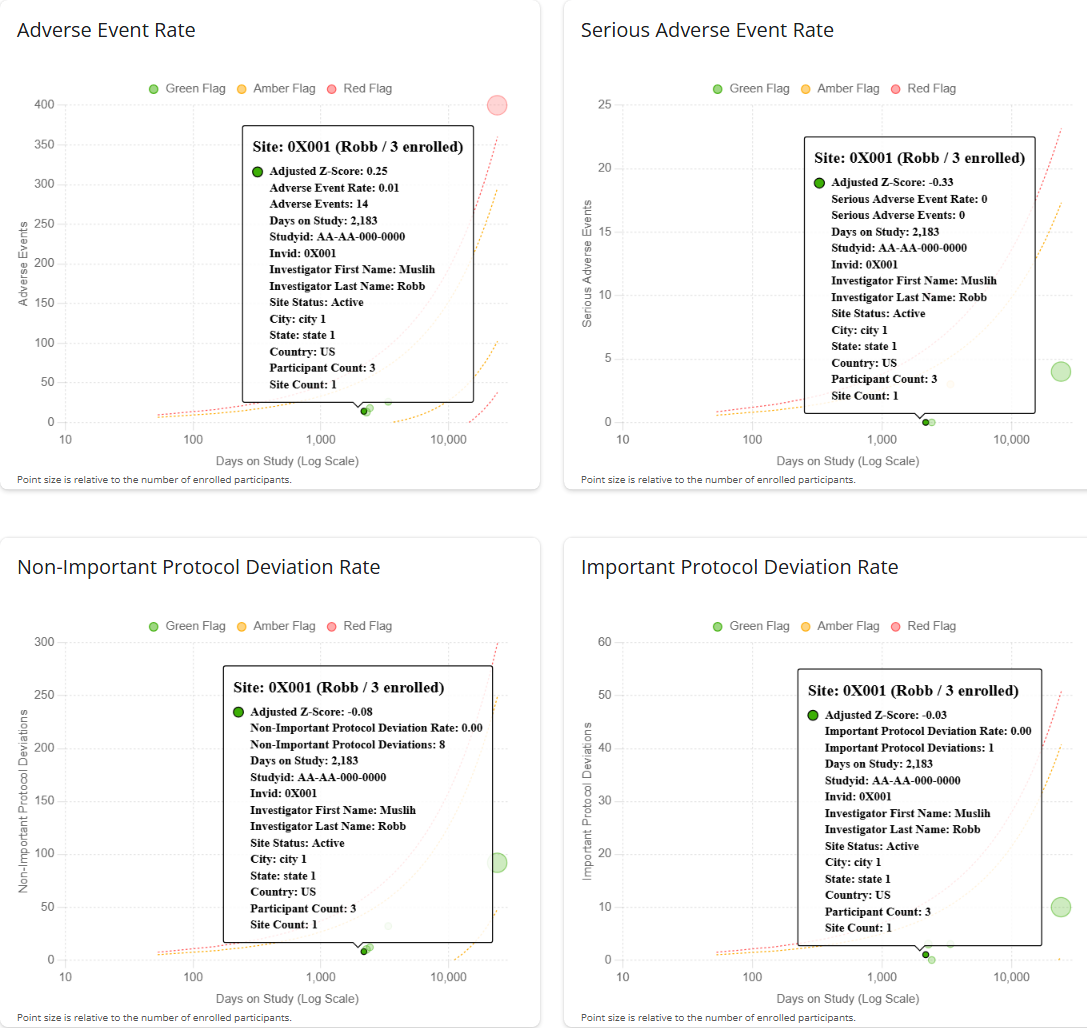 Adverse Event Rate
Green Flag Amber Flag Red Flag
400
350
300
250
200
150
100
50
0
Adverse Events
Site: 0X001 (Robb / 3 enrolled)
Adjusted Z-Score: 0.25
Adverse Event Rate: 0.01
Adverse Events: 14
Days on Study: 2,183
Studyid: AA-AA-000-0000
Invid: 0X001
Investigator First Name: Muslih
Investigator Last Name: Robb
Site Status: Active
City: city 1
State: state 1
Country: US
Participant Count: 3
Site Count: 1
10 100 1,000 10,000
Days on Study (Log Scale)
Point size is relative to the number of enrolled participants.
Serious Adverse Event Rate
Green Flag Amber Flag Red Flag
25
20
15
10
5
0
Serious Adverse Events
Site: 0X001 (Robb / 3 enrolled)
Adjusted Z-Score: -0.33
Serious Adverse Event Rate: 0
Serious Adverse Events: 0
Days on Study: 2,183
Studyid: AA-AA-000-0000
Invid: 0X001
Investigator First Name: Muslih
Investigator Last Name: Robb
Site Status: Active
City: city 1
State: state 1
Country: US
Participant Count: 3
Site Count: 1
10 100 1,000 10,000
Days on Study (Log Scale)
Point size is relative to the number of enrolled participants.
Non-Important Protocol Deviation Rate
Green Flag Amber Flag Red Flag
300
250
200
150
100
50
0
Non-Important Protocol Deviations
Site: 0X001 (Robb / 3 enrolled)
Adjusted Z-Score: -0.08
Non-Important Protocol Deviation Rate: 0.00
Non-Important Protocol Deviations: 8
Days on Study: 2,183
Studyid: AA-AA-000-0000
Invid: 0X001
Investigator First Name: Muslih
Investigator Last Name: Robb
Site Status: Active
City: city 1
State: state 1
Country: US
Participant Count: 3
Site Count: 1
10 100 1,000 10,000
Days on Study (Log Scale)
Point size is relative to the number of enrolled participants.
Important Protocol Deviation Rate
Green Flag Amber Flag Red Flag
60
50
40
30
20
10
0
Important Protocol Deviations
Site: 0X001 (Robb / 3 enrolled)
Adjusted Z-Score: -0.03
Important Protocol Deviation Rate: 0.00
Important Protocol Deviations: 1
Days on Study: 2,183
Studyid: AA-AA-000-0000
Invid: 0X001
Investigator First Name: Muslih
Investigator Last Name: Robb
Site Status: Active
City: city 1
State: state 1
Country: US
Participant Count: 3
Site Count: 1
10 100 1,000 10,000
Days on Study (Log Scale)
Point size is relative to the number of enrolled participants.